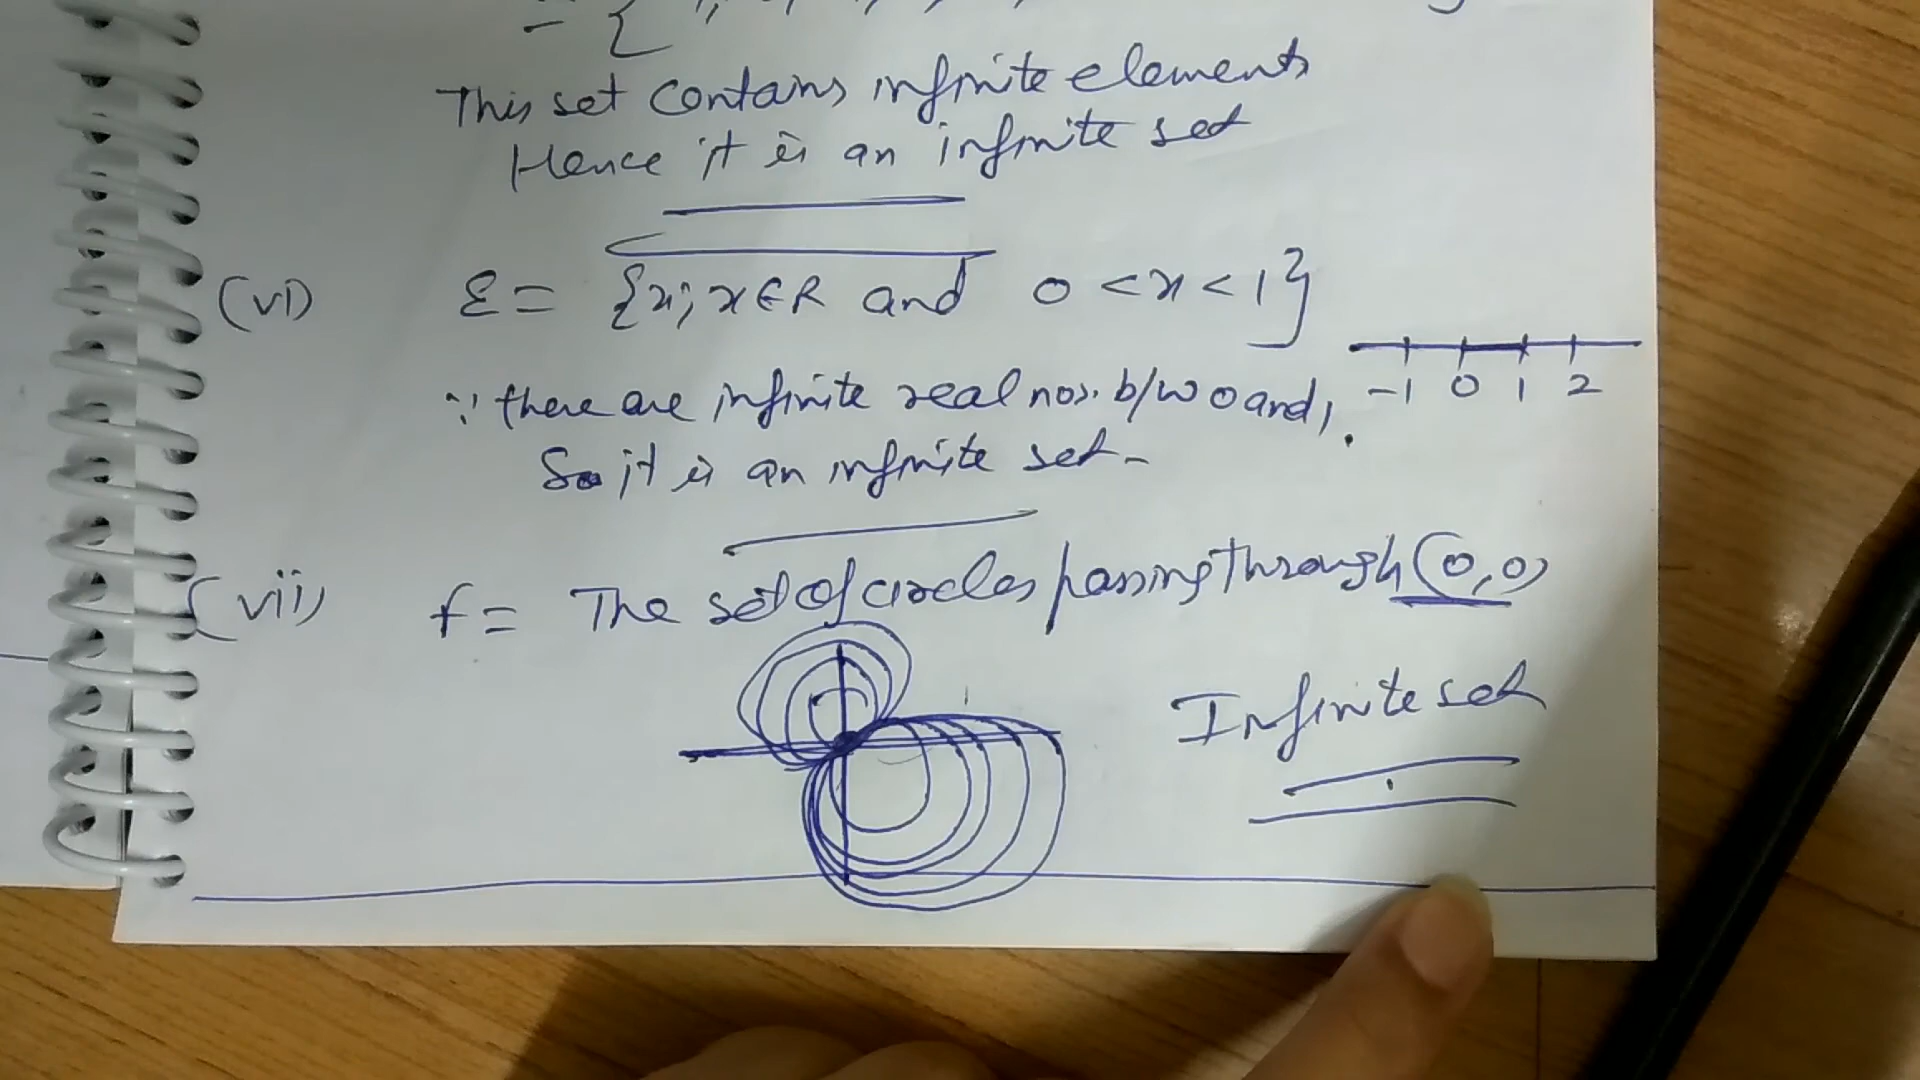 = {
This set contains infinite elements
Hence it is an infinite set
(vi) E = {x; x∈R and 0 < x < 1}
-1 0 1 2
∵ there are infinite real nos. b/w 0 and 1.
So it is an infinite set.
(vii) f = The set of circles passing through (0,0)
Infinite set